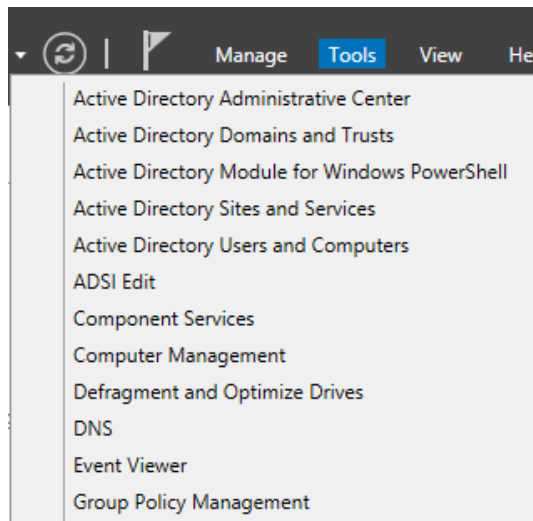 Manage Tools View He
Active Directory Administrative Center
Active Directory Domains and Trusts
Active Directory Module for Windows PowerShell
Active Directory Sites and Services
Active Directory Users and Computers
ADSI Edit
Component Services
Computer Management
Defragment and Optimize Drives
DNS
Event Viewer
Group Policy Management